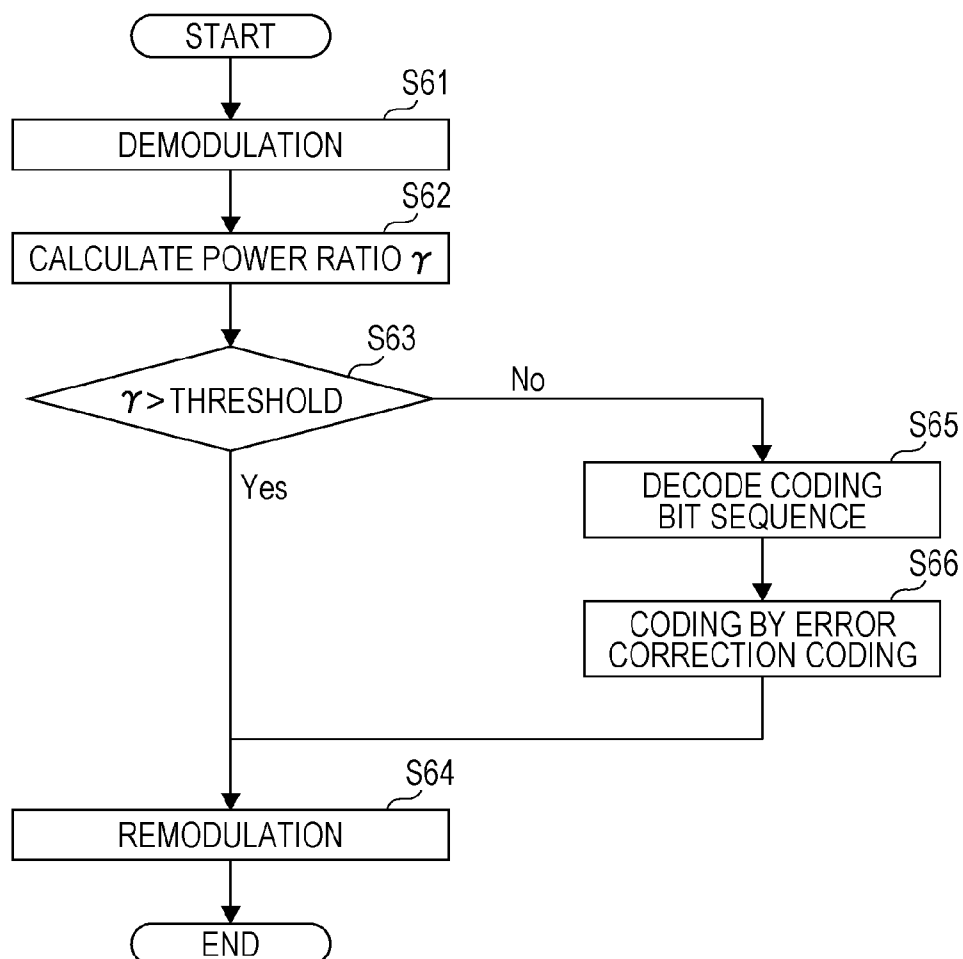 START
S61
DEMODULATION
S62
CALCULATE POWER RATIO γ
S63
γ > THRESHOLD
No
Yes
S65
DECODE CODING
BIT SEQUENCE
S66
CODING BY ERROR
CORRECTION CODING
S64
REMODULATION
END